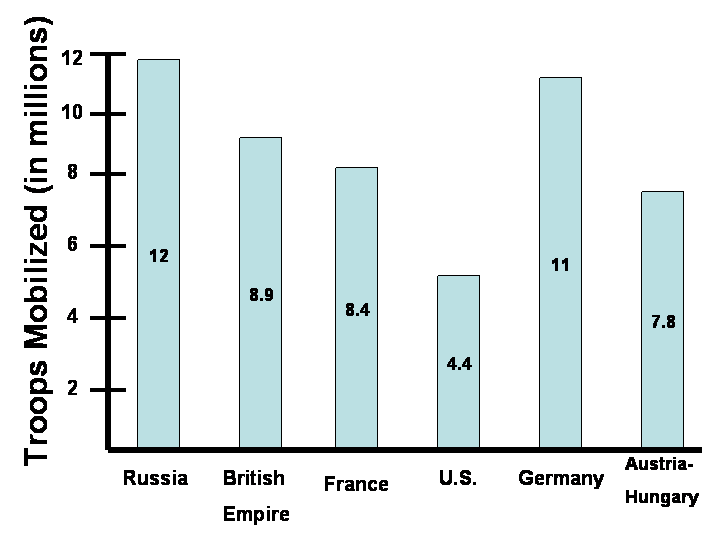 Troops Mobilized (in millions)
12
10
8
6
4
2
12
8.9
8.4
4.4
11
7.8
Russia
British
Empire
France
U.S.
Germany
Austria-
Hungary